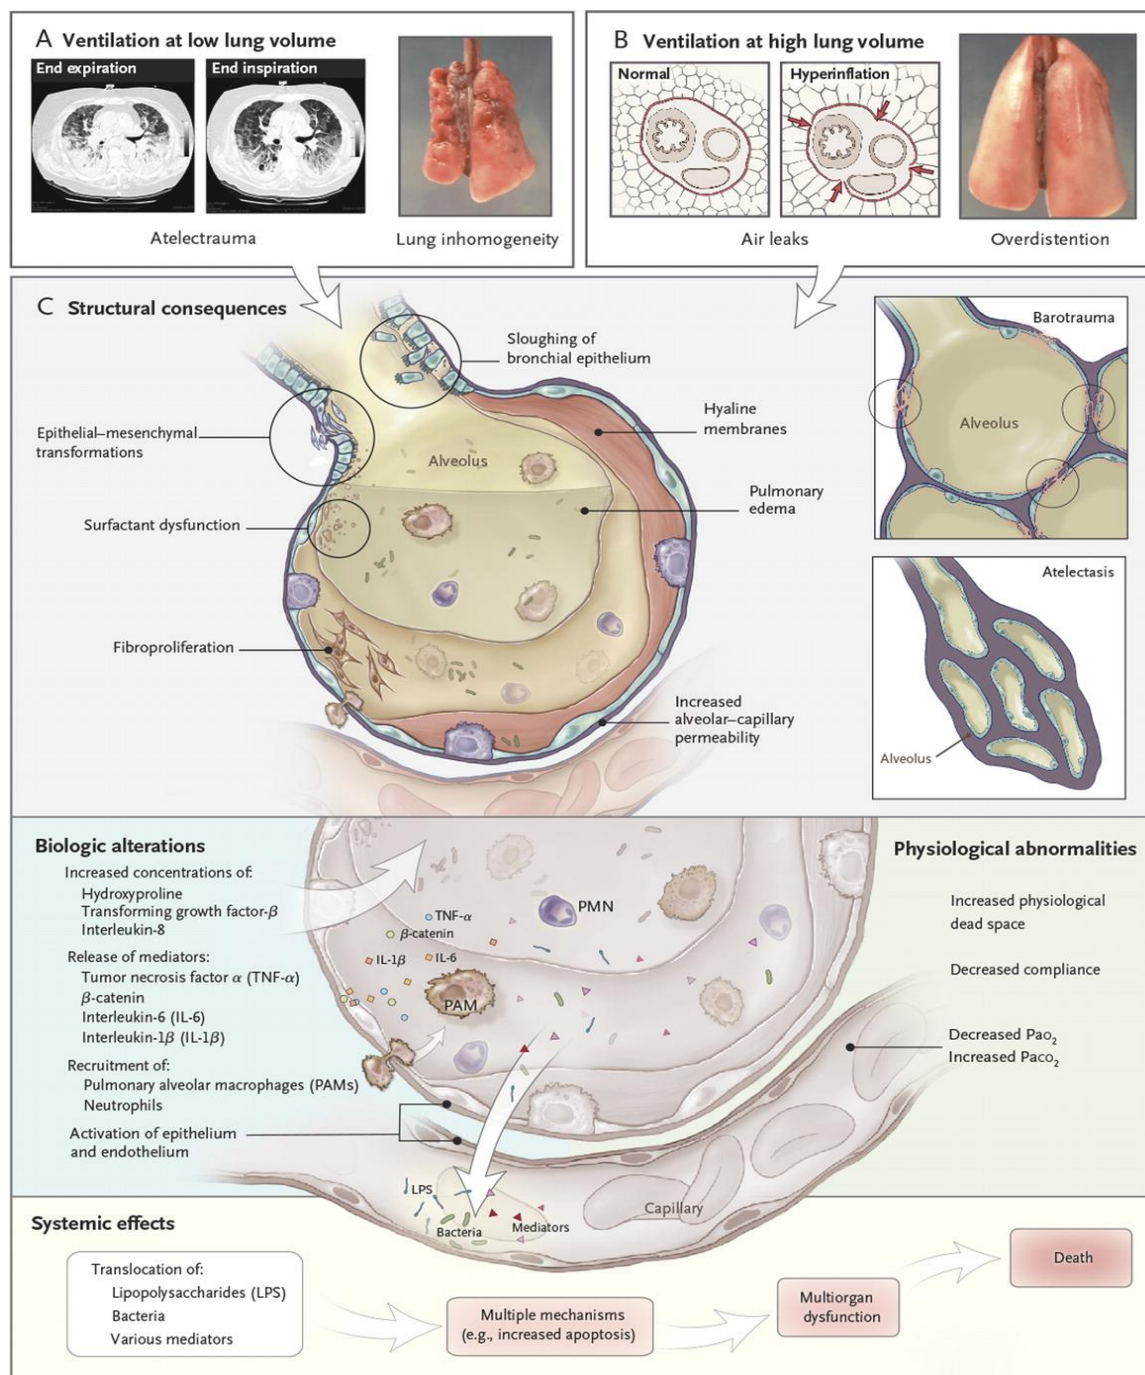 A Ventilation at low lung volume
End expiration
End inspiration
Atelectrauma
Lung inhomogeneity
B Ventilation at high lung volume
Normal
Hyperinflation
Air leaks
Overdistention
C Structural consequences
Sloughing of
bronchial epithelium
Epithelial–mesenchymal
transformations
Alveolus
Hyaline
membranes
Surfactant dysfunction
Pulmonary
edema
Fibroproliferation
Increased
alveolar–capillary
permeability
Barotrauma
Alveolus
Atelectasis
Alveolus
Biologic alterations
Increased concentrations of:
Hydroxyproline
Transforming growth factor-β
Interleukin-8
Release of mediators:
Tumor necrosis factor α (TNF-α)
β-catenin
Interleukin-6 (IL-6)
Interleukin-1β (IL-1β)
Recruitment of:
Pulmonary alveolar macrophages (PAMs)
Neutrophils
Activation of epithelium
and endothelium
TNF-α
β-catenin
IL-1β
IL-6
PMN
PAM
LPS
Bacteria
Mediators
Capillary
Physiological abnormalities
Increased physiological
dead space
Decreased compliance
Decreased Pao₂
Increased Paco₂
Systemic effects
Translocation of:
Lipopolysaccharides (LPS)
Bacteria
Various mediators
Multiple mechanisms
(e.g., increased apoptosis)
Multiorgan
dysfunction
Death